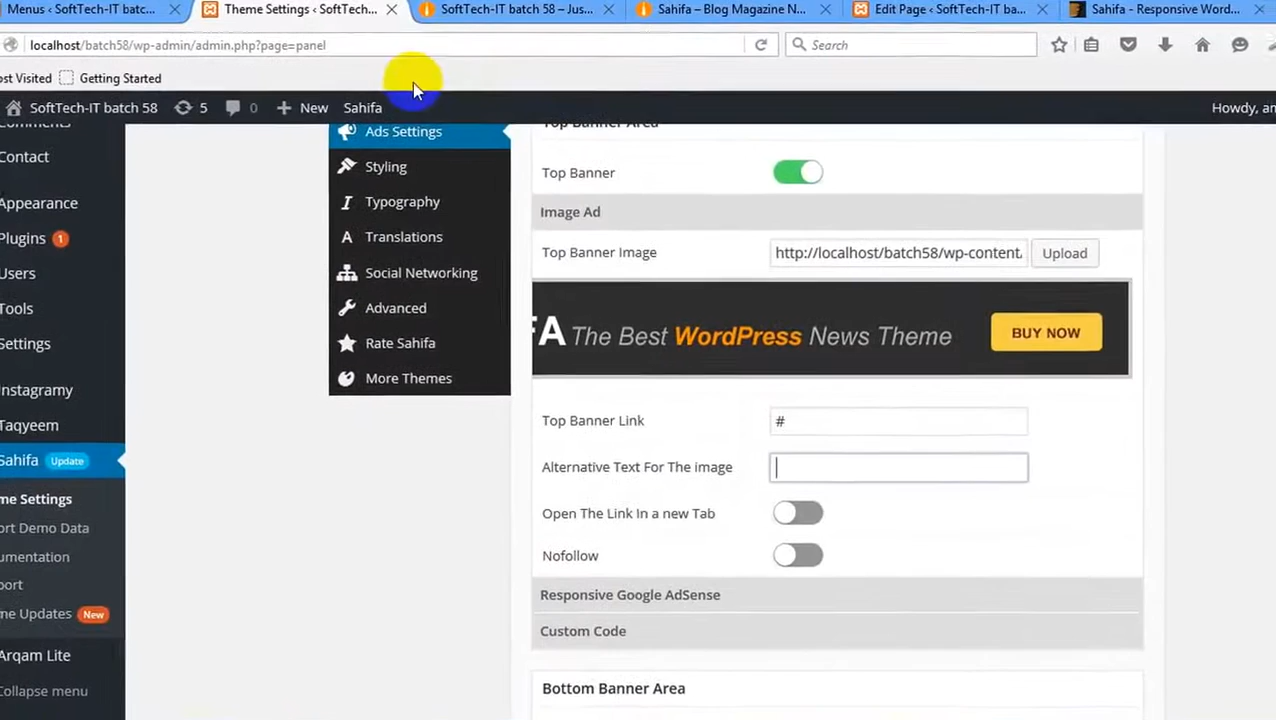 Menus < SoftTech-IT batc...
Theme Settings < SoftTech...
SoftTech-IT batch 58 – Jus...
Sahifa – Blog Magazine N...
Edit Page < SoftTech-IT ba...
Sahifa - Responsive Word...
localhost/batch58/wp-admin/admin.php?page=panel
Search
ost Visited
Getting Started
SoftTech-IT batch 58
5
0
New
Sahifa
Howdy, an
Comments
Contact
Appearance
Plugins 1
Users
Tools
Settings
Instagramy
Taqyeem
Sahifa Update
me Settings
ort Demo Data
umentation
port
me Updates New
Arqam Lite
Collapse menu
Ads Settings
Styling
Typography
Translations
Social Networking
Advanced
Rate Sahifa
More Themes
Top Banner Area
Top Banner
Image Ad
Top Banner Image
http://localhost/batch58/wp-content/
Upload
FA The Best WordPress News Theme
BUY NOW
Top Banner Link
#
Alternative Text For The image
Open The Link In a new Tab
Nofollow
Responsive Google AdSense
Custom Code
Bottom Banner Area